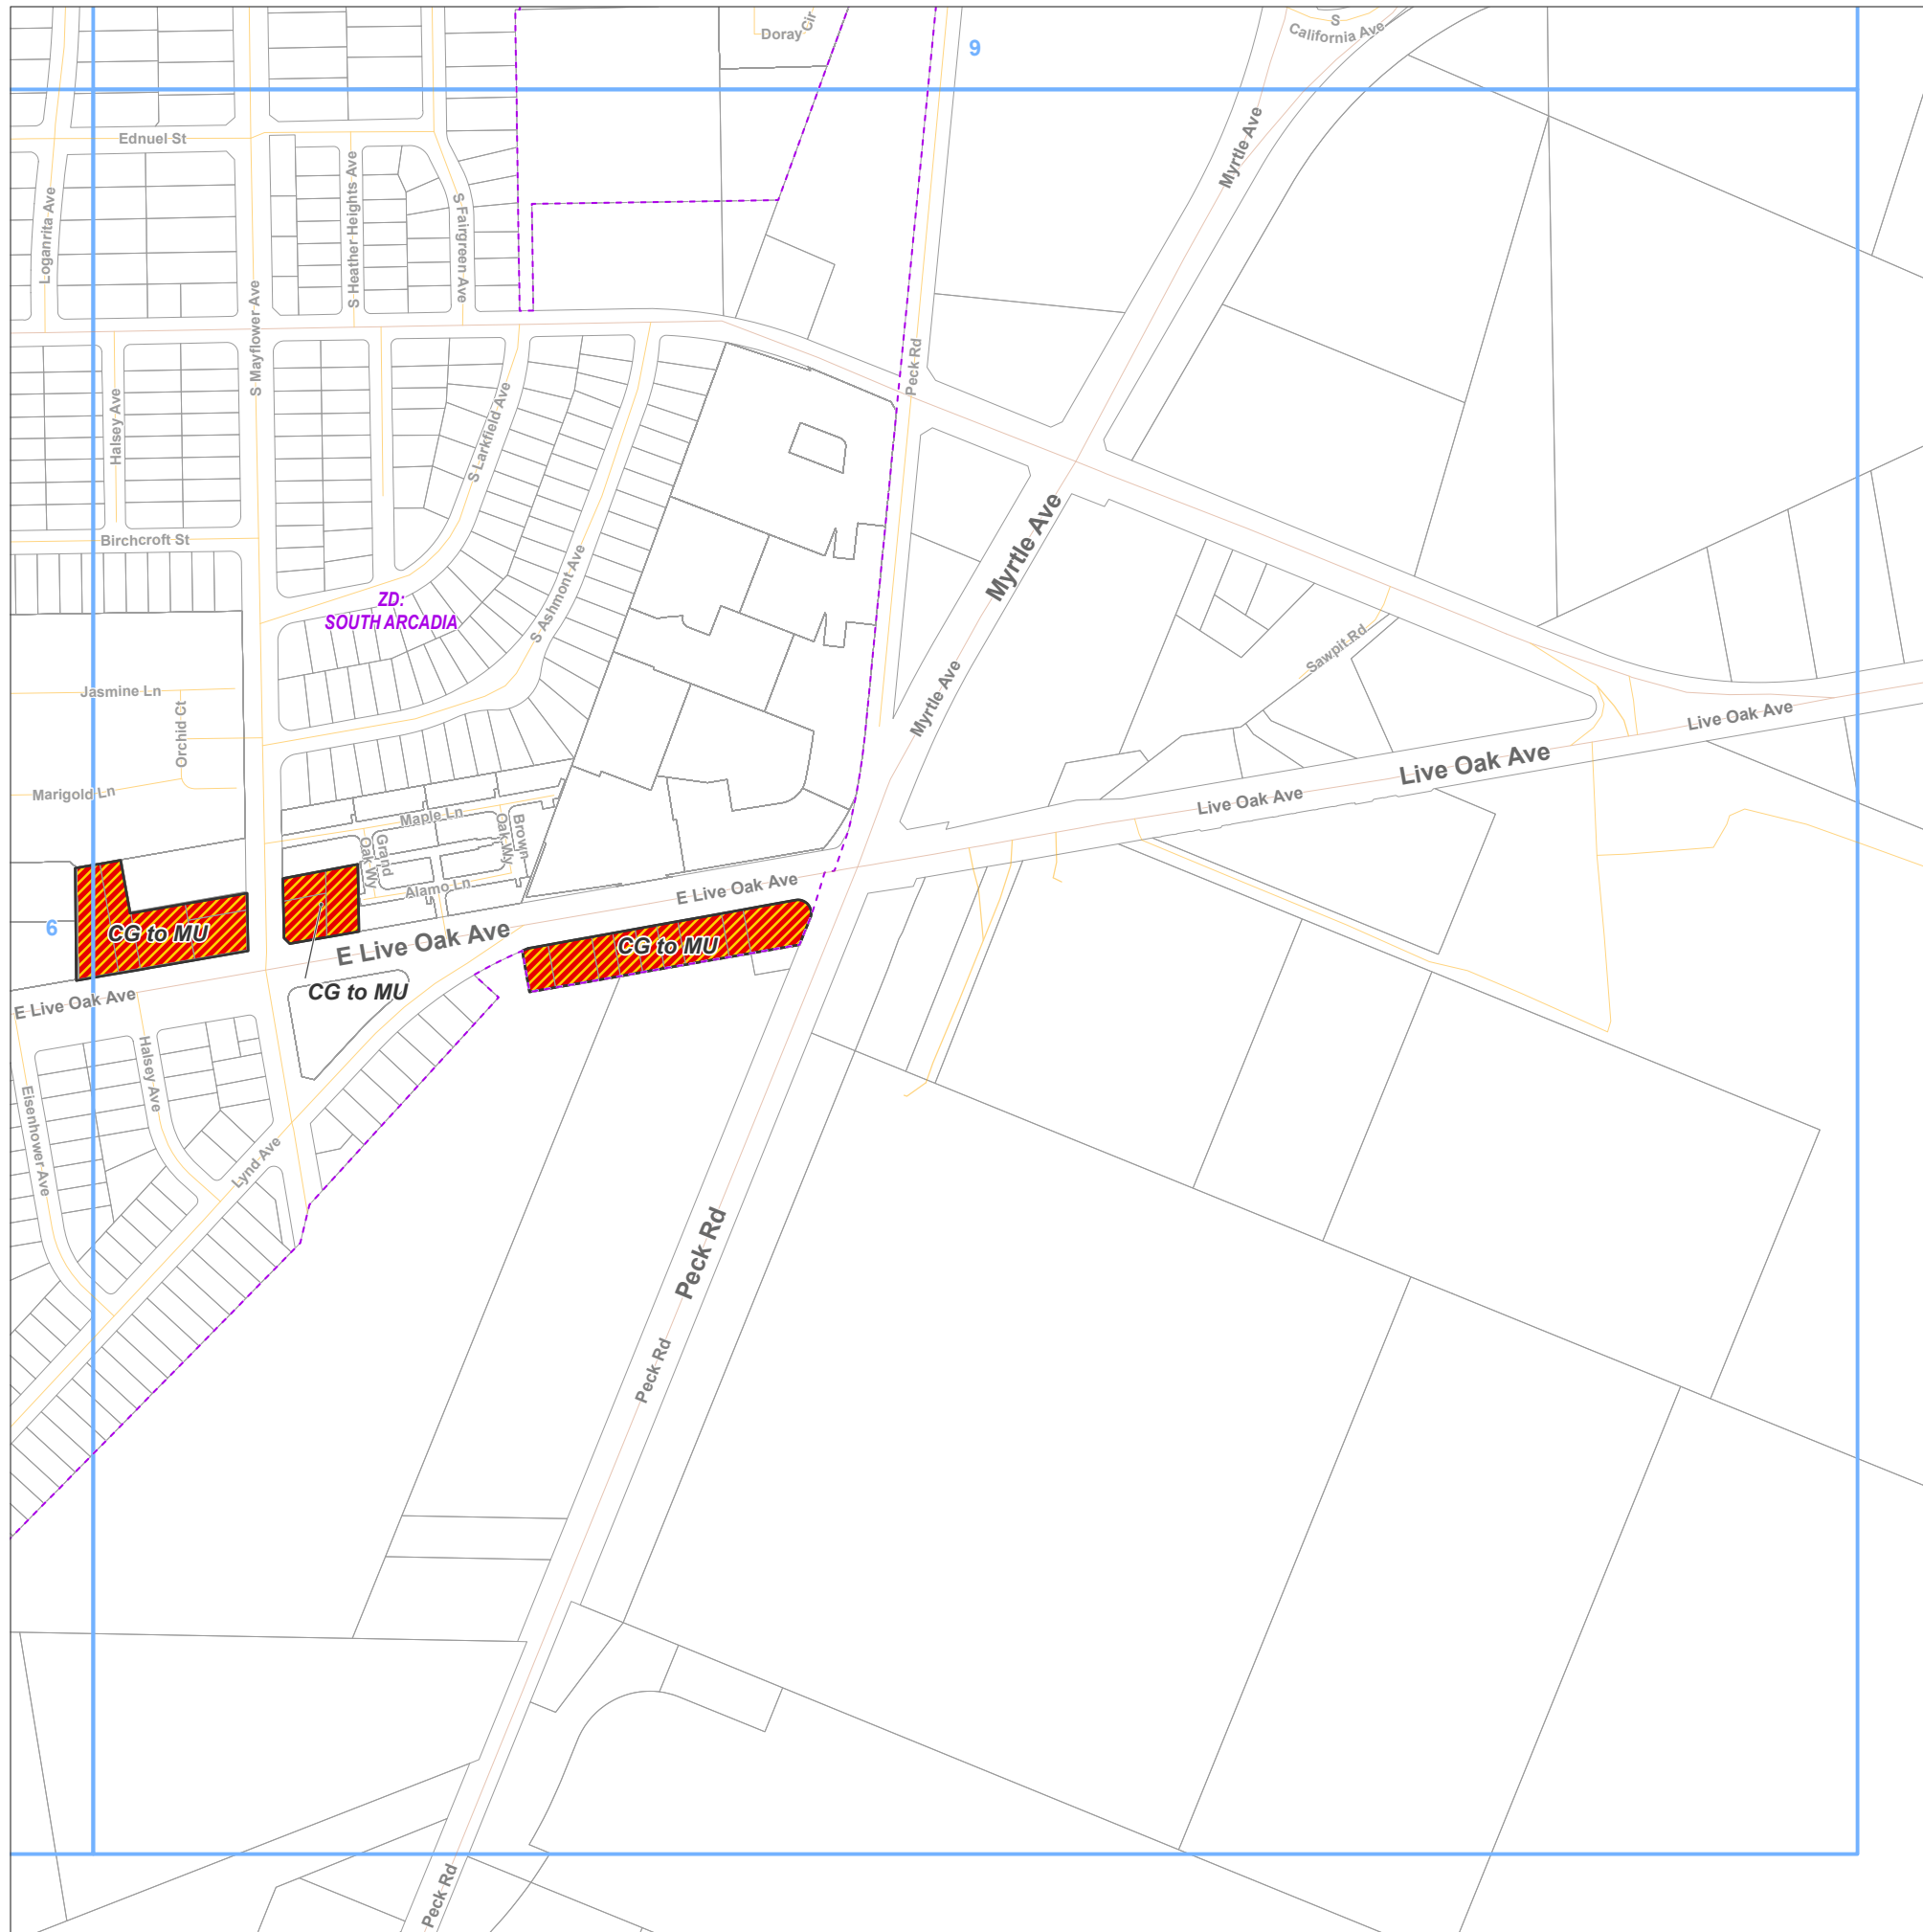 Doray Cir
S
California Ave
9
Ednuel St
Myrtle Ave
Loganrita Ave
S Heather Heights Ave
S Fairgreen Ave
S Mayflower Ave
Peck Rd
Halsey Ave
S Larkfield Ave
Birchcroft St
Myrtle Ave
S Ashmont Ave
ZD:
SOUTH ARCADIA
Sawpit Rd
Jasmine Ln
Orchid Ct
Myrtle Ave
Live Oak Ave
Live Oak Ave
Marigold Ln
Live Oak Ave
Maple Ln
Brown
Oak Wy
Grand
Oak Wy
Alamo Ln
E Live Oak Ave
6
CG to MU
E Live Oak Ave
CG to MU
CG to MU
E Live Oak Ave
Halsey Ave
Eisenhower Ave
Lynd Ave
Peck Rd
Peck Rd
Peck Rd